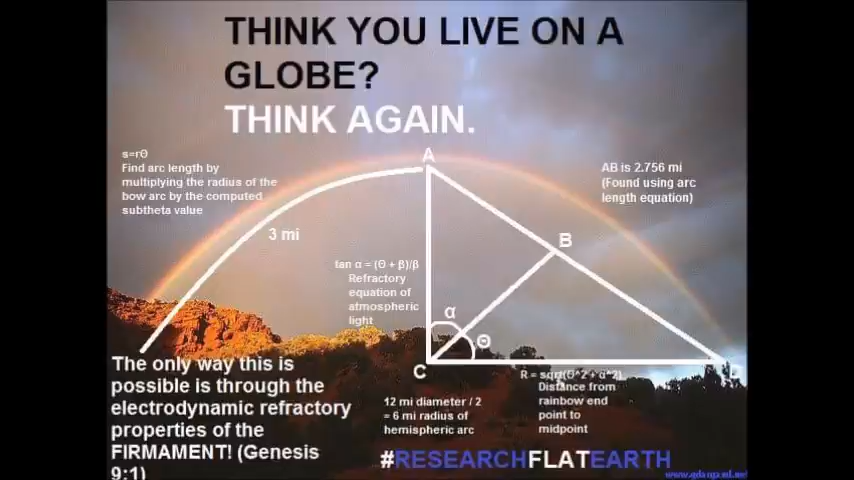 THINK YOU LIVE ON A
GLOBE?
THINK AGAIN.
s=rΘ
Find arc length by
multiplying the radius of the
bow arc by the computed
subtheta value
A
AB is 2.756 mi
(Found using arc
length equation)
3 mi
B
tan α = (Θ + β)/β
Refractory
equation of
atmospheric
light
α
Θ
C
D
R = sqrt(Θ^2 + α^2)
Distance from
rainbow end
point to
midpoint
12 mi diameter / 2
= 6 mi radius of
hemispheric arc
The only way this is
possible is through the
electrodynamic refractory
properties of the
FIRMAMENT! (Genesis
9:1)
#RESEARCHFLATEARTH